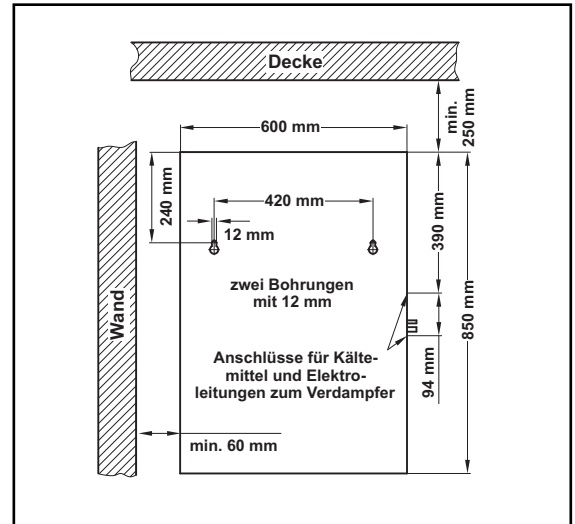 Decke
600 mm
min.
250 mm
240 mm
420 mm
12 mm
390 mm
zwei Bohrungen
mit 12 mm
850 mm
Wand
Anschlüsse für Kälte-
mittel und Elektro-
leitungen zum Verdampfer
94 mm
min. 60 mm